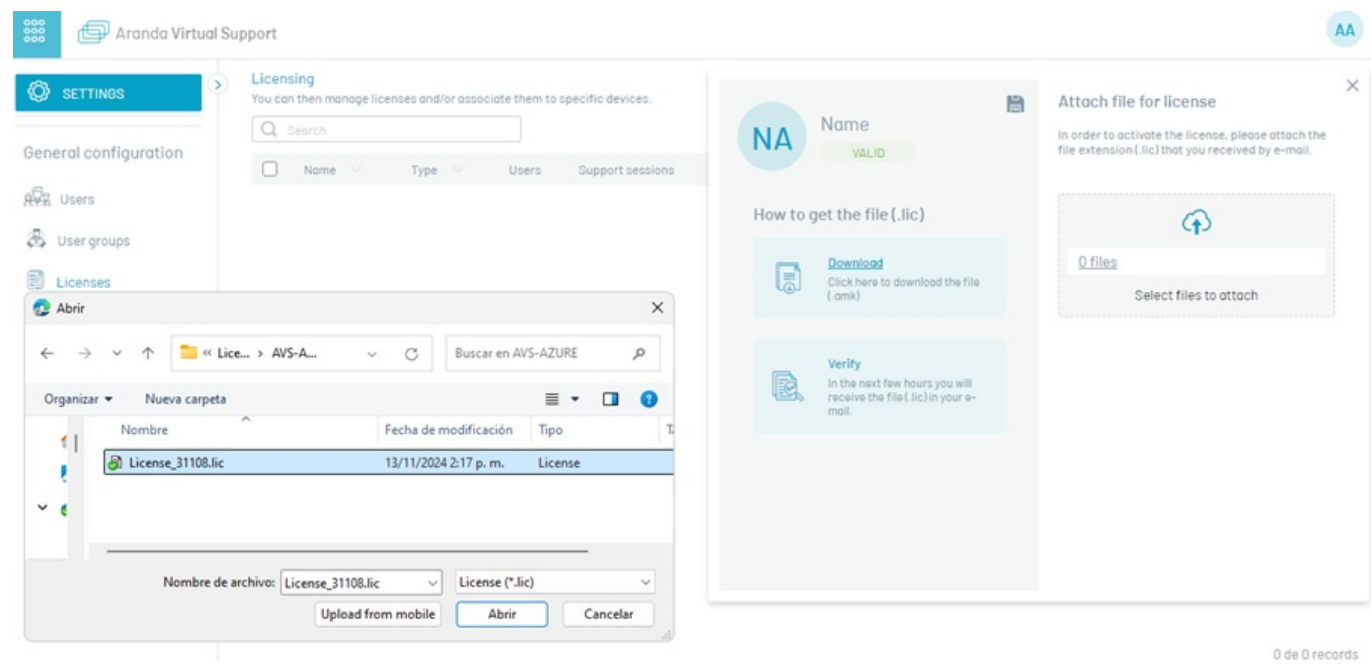 Aranda Virtual Support
AA
SETTINGS
General configuration
Users
User groups
Licenses
Licensing
You can then manage licenses and/or associate them to specific devices.
Search
Name Type Users Support sessions
NA
Name
VALID
How to get the file (.lic)
Download
Click here to download the file
(.amk)
Verify
In the next few hours you will
receive the file (.lic) in your e-
mail.
Attach file for license
In order to activate the license, please attach the
file extension (.lic) that you received by e-mail.
0 files
Select files to attach
Abrir
« Lice... > AVS-A...
Buscar en AVS-AZURE
Organizar Nueva carpeta
Nombre Fecha de modificación Tipo
License_31108.lic 13/11/2024 2:17 p. m. License
Nombre de archivo: License_31108.lic License (*.lic)
Upload from mobile Abrir Cancelar
0 de 0 records